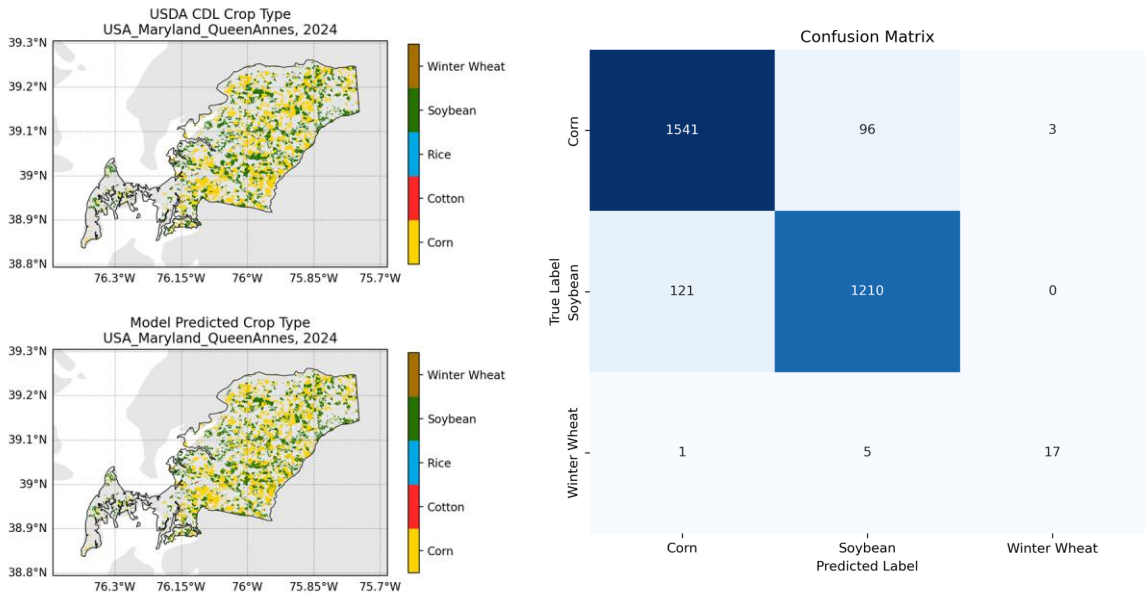 USDA CDL Crop Type
USA_Maryland_QueenAnnes, 2024
39.3°N
39.2°N
39.1°N
39°N
38.9°N
38.8°N
76.3°W
76.15°W
76°W
75.85°W
75.7°W
Winter Wheat
Soybean
Rice
Cotton
Corn
Model Predicted Crop Type
USA_Maryland_QueenAnnes, 2024
39.3°N
39.2°N
39.1°N
39°N
38.9°N
38.8°N
76.3°W
76.15°W
76°W
75.85°W
75.7°W
Winter Wheat
Soybean
Rice
Cotton
Corn
Confusion Matrix
True Label
Corn
1541
96
3
Soybean
121
1210
0
Winter Wheat
1
5
17
Corn
Soybean
Winter Wheat
Predicted Label